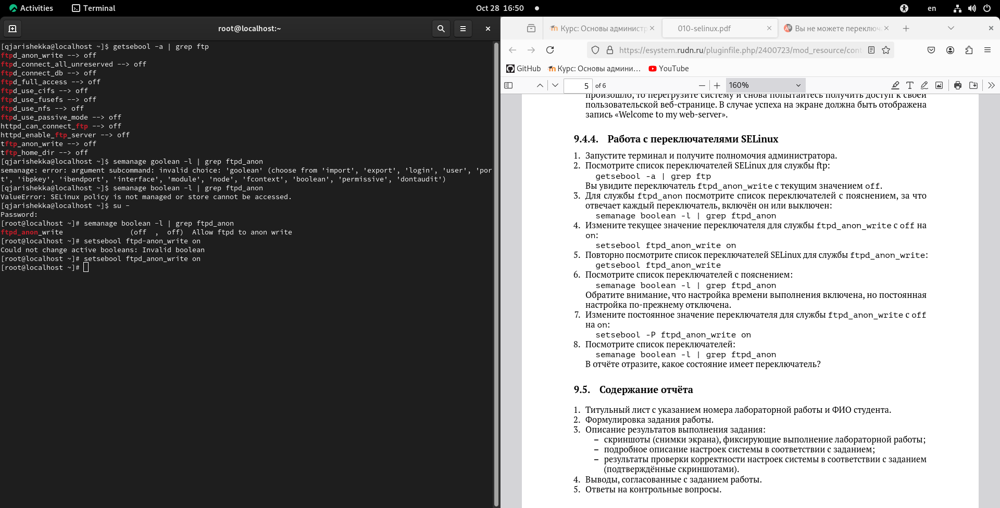 Activities
Terminal
Oct 28 16:50
en
root@localhost:~
[qjarishekka@localhost ~]$ getsebool -a | grep ftp
ftpd_anon_write --> off
ftpd_connect_all_unreserved --> off
ftpd_connect_db --> off
ftpd_full_access --> off
ftpd_use_cifs --> off
ftpd_use_fusefs --> off
ftpd_use_nfs --> off
ftpd_use_passive_mode --> off
httpd_can_connect_ftp --> off
httpd_enable_ftp_server --> off
tftp_anon_write --> off
tftp_home_dir --> off
[qjarishekka@localhost ~]$ semanage goolean -l | grep ftpd_anon
semanage: error: argument subcommand: invalid choice: 'goolean' (choose from 'import', 'export', 'login', 'user', 'por
t', 'ibpkey', 'ibendport', 'interface', 'module', 'node', 'fcontext', 'boolean', 'permissive', 'dontaudit')
[qjarishekka@localhost ~]$ semanage boolean -l | grep ftpd_anon
ValueError: SELinux policy is not managed or store cannot be accessed.
[qjarishekka@localhost ~]$ su -
Password:
[root@localhost ~]# semanage boolean -l | grep ftpd_anon
ftpd_anon_write                (off  ,  off)  Allow ftpd to anon write
[root@localhost ~]# setsebool ftpd-anon_write on
Could not change active booleans: Invalid boolean
[root@localhost ~]# setsebool ftpd_anon_write on
[root@localhost ~]#
Курс: Основы администр
010-selinux.pdf
Вы не можете переключ
https://esystem.rudn.ru/pluginfile.php/2400723/mod_resource/cont
GitHub
Курс: Основы админи…
YouTube
5 of 6
160%
произошло, то перегрузите систему и снова попытайтесь получить доступ к своей
пользовательской веб-странице. В случае успеха на экране должна быть отображена
запись «Welcome to my web-server».
9.4.4. Работа с переключателями SELinux
1. Запустите терминал и получите полномочия администратора.
2. Посмотрите список переключателей SELinux для службы ftp:
getsebool -a | grep ftp
Вы увидите переключатель ftpd_anon_write с текущим значением off.
3. Для службы ftpd_anon посмотрите список переключателей с пояснением, за что
отвечает каждый переключатель, включён он или выключен:
semanage boolean -l | grep ftpd_anon
4. Измените текущее значение переключателя для службы ftpd_anon_write с off на
on:
setsebool ftpd_anon_write on
5. Повторно посмотрите список переключателей SELinux для службы ftpd_anon_write:
getsebool ftpd_anon_write
6. Посмотрите список переключателей с пояснением:
semanage boolean -l | grep ftpd_anon
Обратите внимание, что настройка времени выполнения включена, но постоянная
настройка по-прежнему отключена.
7. Измените постоянное значение переключателя для службы ftpd_anon_write с off
на on:
setsebool -P ftpd_anon_write on
8. Посмотрите список переключателей:
semanage boolean -l | grep ftpd_anon
В отчёте отразите, какое состояние имеет переключатель?
9.5. Содержание отчёта
1. Титульный лист с указанием номера лабораторной работы и ФИО студента.
2. Формулировка задания работы.
3. Описание результатов выполнения задания:
– скриншоты (снимки экрана), фиксирующие выполнение лабораторной работы;
– подробное описание настроек системы в соответствии с заданием;
– результаты проверки корректности настроек системы в соответствии с заданием
(подтверждённые скриншотами).
4. Выводы, согласованные с заданием работы.
5. Ответы на контрольные вопросы.